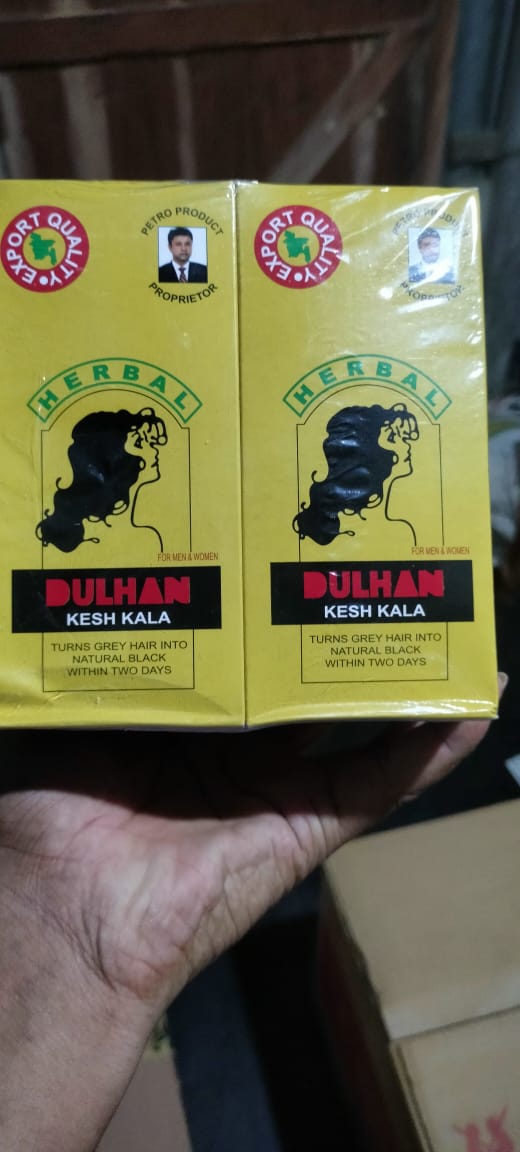 EXPORT QUALITY
PETRO PRODUCT
PROPRIETOR
HERBAL
FOR MEN & WOMEN
DULHAN
KESH KALA
TURNS GREY HAIR INTO
NATURAL BLACK
WITHIN TWO DAYS
EXPORT QUALITY
PETRO PRODUCT
PROPRIETOR
HERBAL
FOR MEN & WOMEN
DULHAN
KESH KALA
TURNS GREY HAIR INTO
NATURAL BLACK
WITHIN TWO DAYS